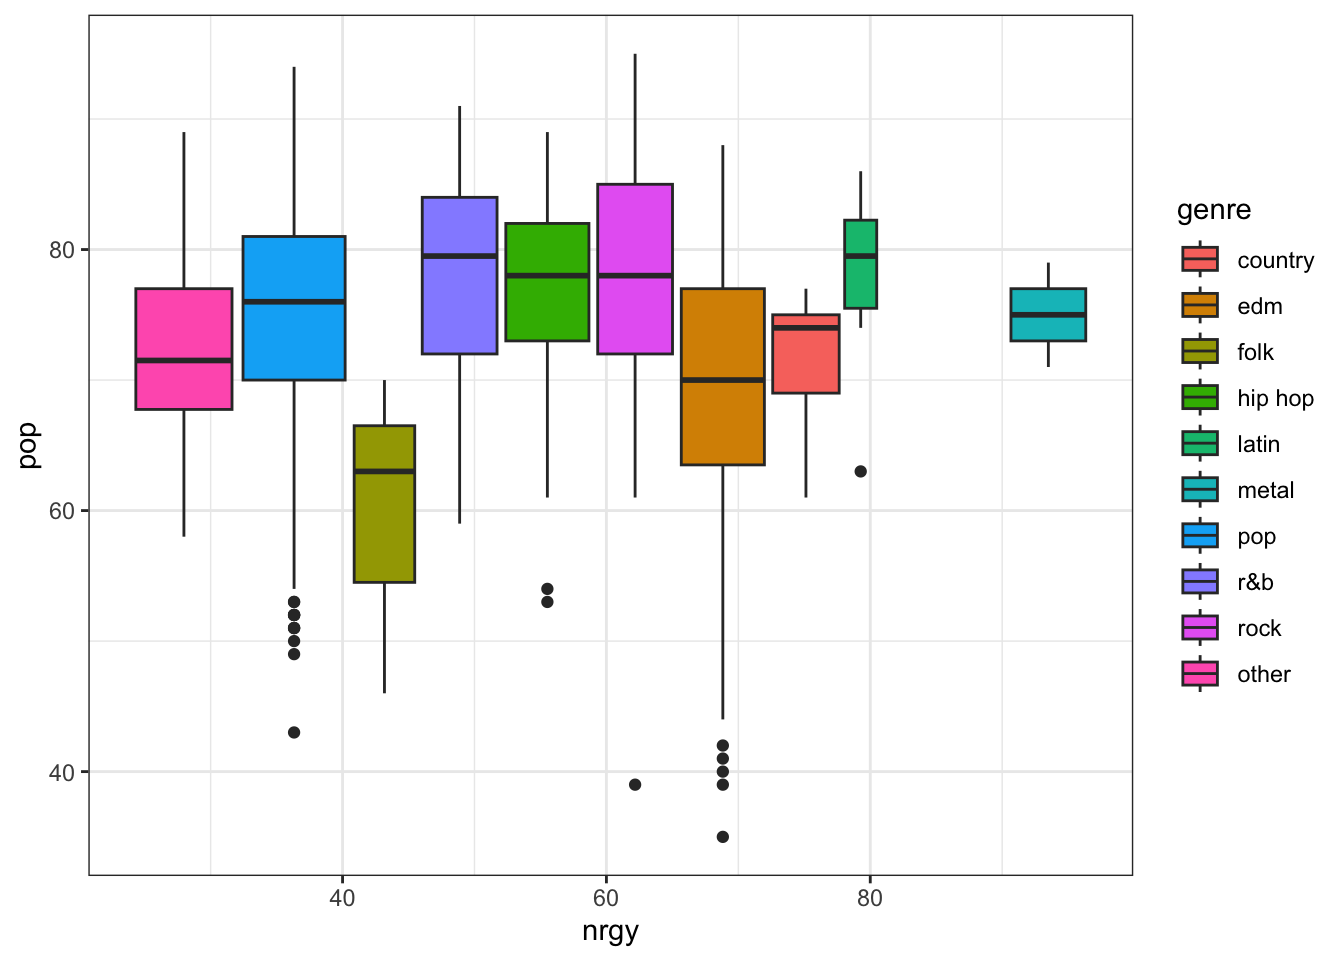 80
60
40
pop
40 60 80
nrgy
genre
country
edm
folk
hip hop
latin
metal
pop
r&b
rock
other